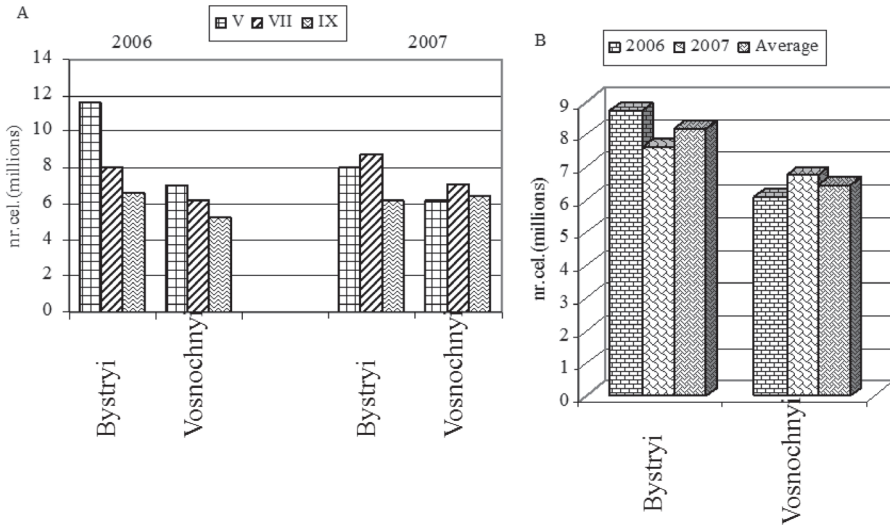 A
V VII IX
2006 2007
nr. cel. (millions)
14
12
10
8
6
4
2
0
Bystryi Vosnochnyi Bystryi Vosnochnyi
B
2006 2007 Average
nr. cel. (millions)
9
8
7
6
5
4
3
2
1
0
Bystryi Vosnochnyi